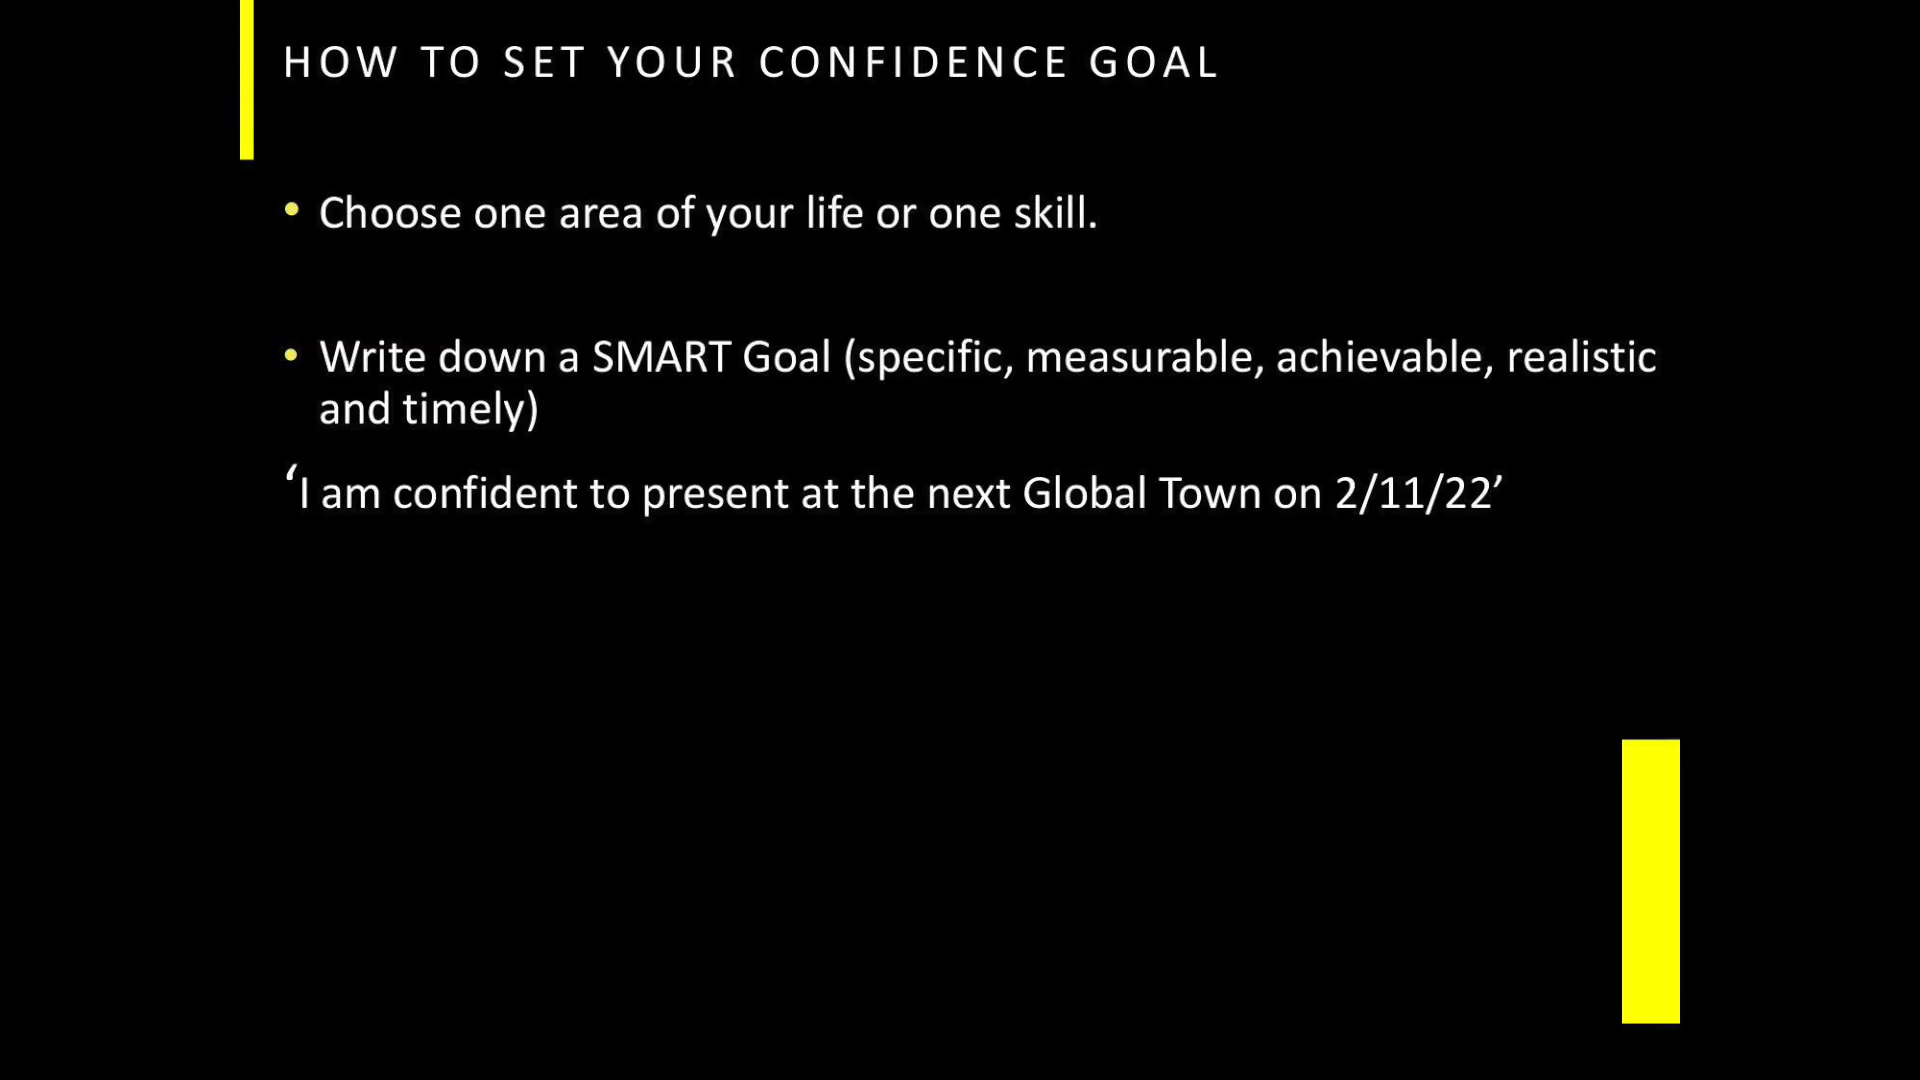 HOW TO SET YOUR CONFIDENCE GOAL
• Choose one area of your life or one skill.
• Write down a SMART Goal (specific, measurable, achievable, realistic
and timely)
‘I am confident to present at the next Global Town on 2/11/22’